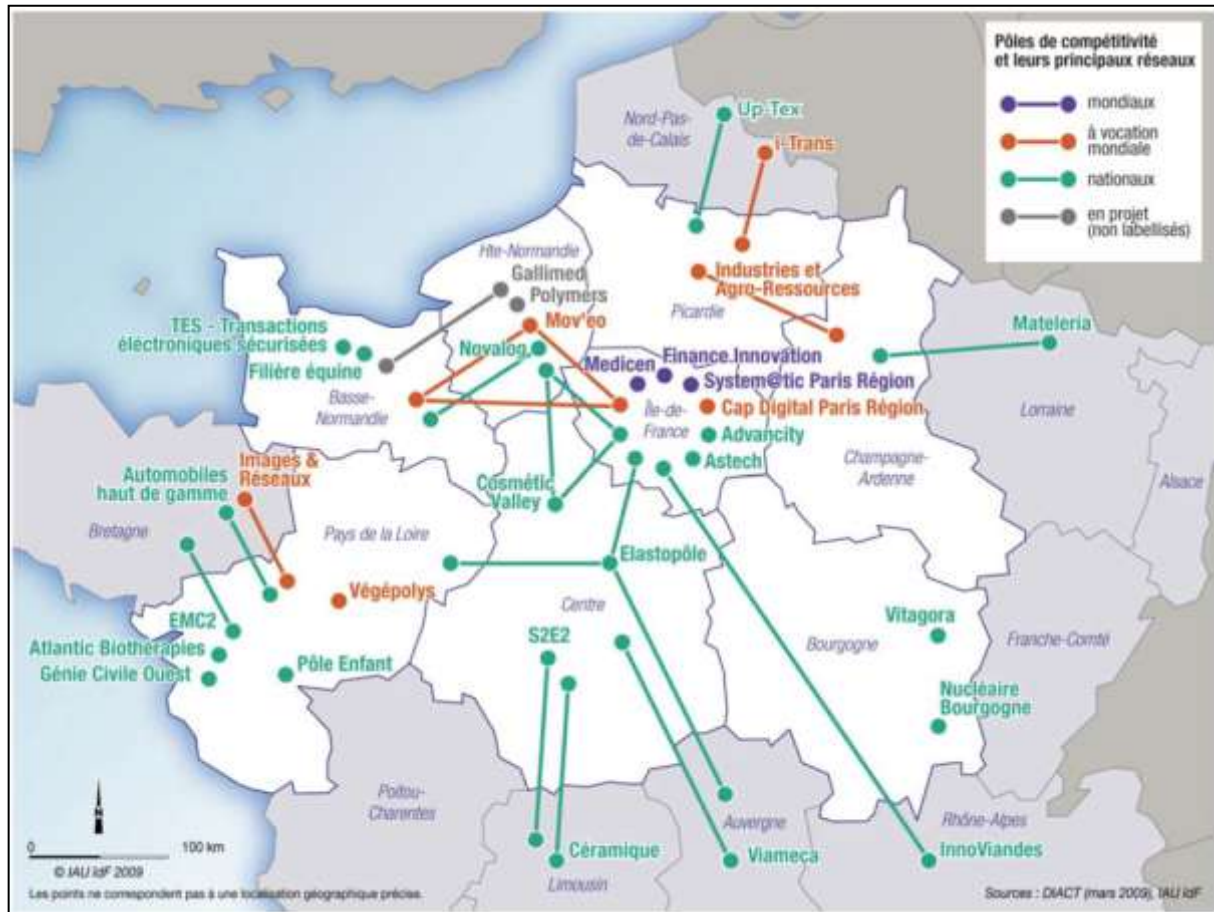 Pôles de compétitivité
et leurs principaux réseaux
mondiaux
à vocation
mondiale
nationaux
en projet
(non labellisés)
Nord-Pas-
de-Calais
Up-Tex
i-Trans
Hte-Normandie
Gallimed
Polymers
Mov'eo
Industries et
Agro-Ressources
Picardie
TES - Transactions
électroniques sécurisées
Filière équine
Novalog
Basse-
Normandie
Medicen
Finance Innovation
System@tic Paris Région
Île-de-
France
Cap Digital Paris Région
Advancity
Astech
Materleria
Lorraine
Alsace
Champagne-
Ardenne
Images &
Réseaux
Automobiles
haut de gamme
Bretagne
Pays de la Loire
Cosmétic
Valley
Elastopôle
Centre
Végépolys
EMC2
Atlantic Biothérapies
Génie Civile Ouest
Pôle Enfant
S2E2
Bourgogne
Vitagora
Nucléaire
Bourgogne
Franche-Comté
Poitou-
Charentes
Limousin
Céramique
Auvergne
Viameca
Rhône-Alpes
InnoViandes
N
0 100 km
© IAU îdF 2009
Les points ne correspondent pas à une localisation géographique précise.
Sources : DIACT (mars 2009), IAU îdF